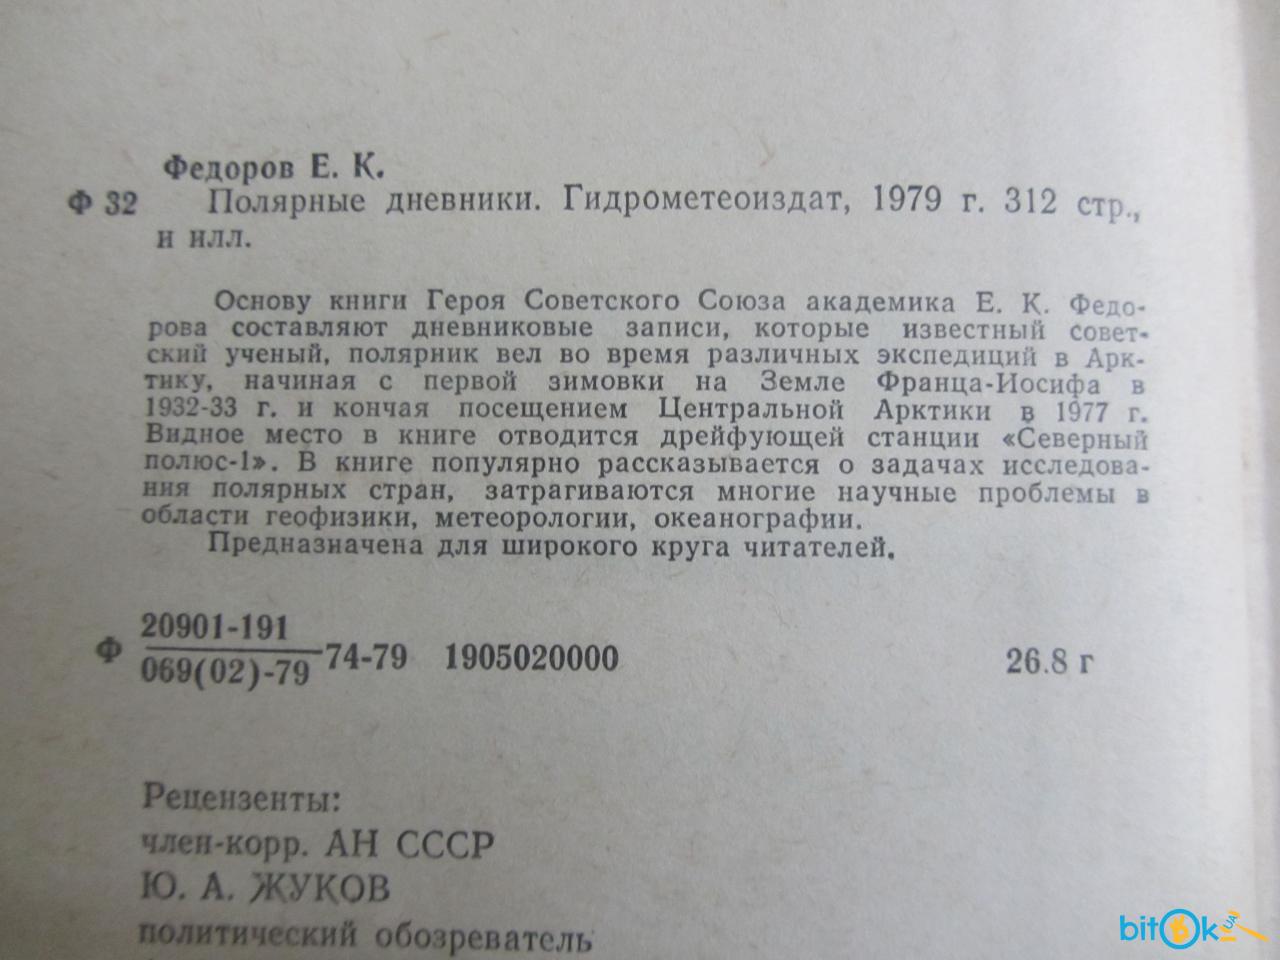 Федоров Е. К.
Ф 32 Полярные дневники. Гидрометеоиздат, 1979 г. 312 стр.,
и илл.
Основу книги Героя Советского Союза академика Е. К. Федо-
рова составляют дневниковые записи, которые известный совет-
ский ученый, полярник вел во время различных экспедиций в Арк-
тику, начиная с первой зимовки на Земле Франца-Иосифа в
1932-33 г. и кончая посещением Центральной Арктики в 1977 г.
Видное место в книге отводится дрейфующей станции «Северный
полюс-1». В книге популярно рассказывается о задачах исследова-
ния полярных стран, затрагиваются многие научные проблемы в
области геофизики, метеорологии, океанографии.
Предназначена для широкого круга читателей.
20901-191
Ф 74-79 1905020000 26.8 г
069(02)-79
Рецензенты:
член-корр. АН СССР
Ю. А. ЖУКОВ
политический обозреватель
bitok.ua